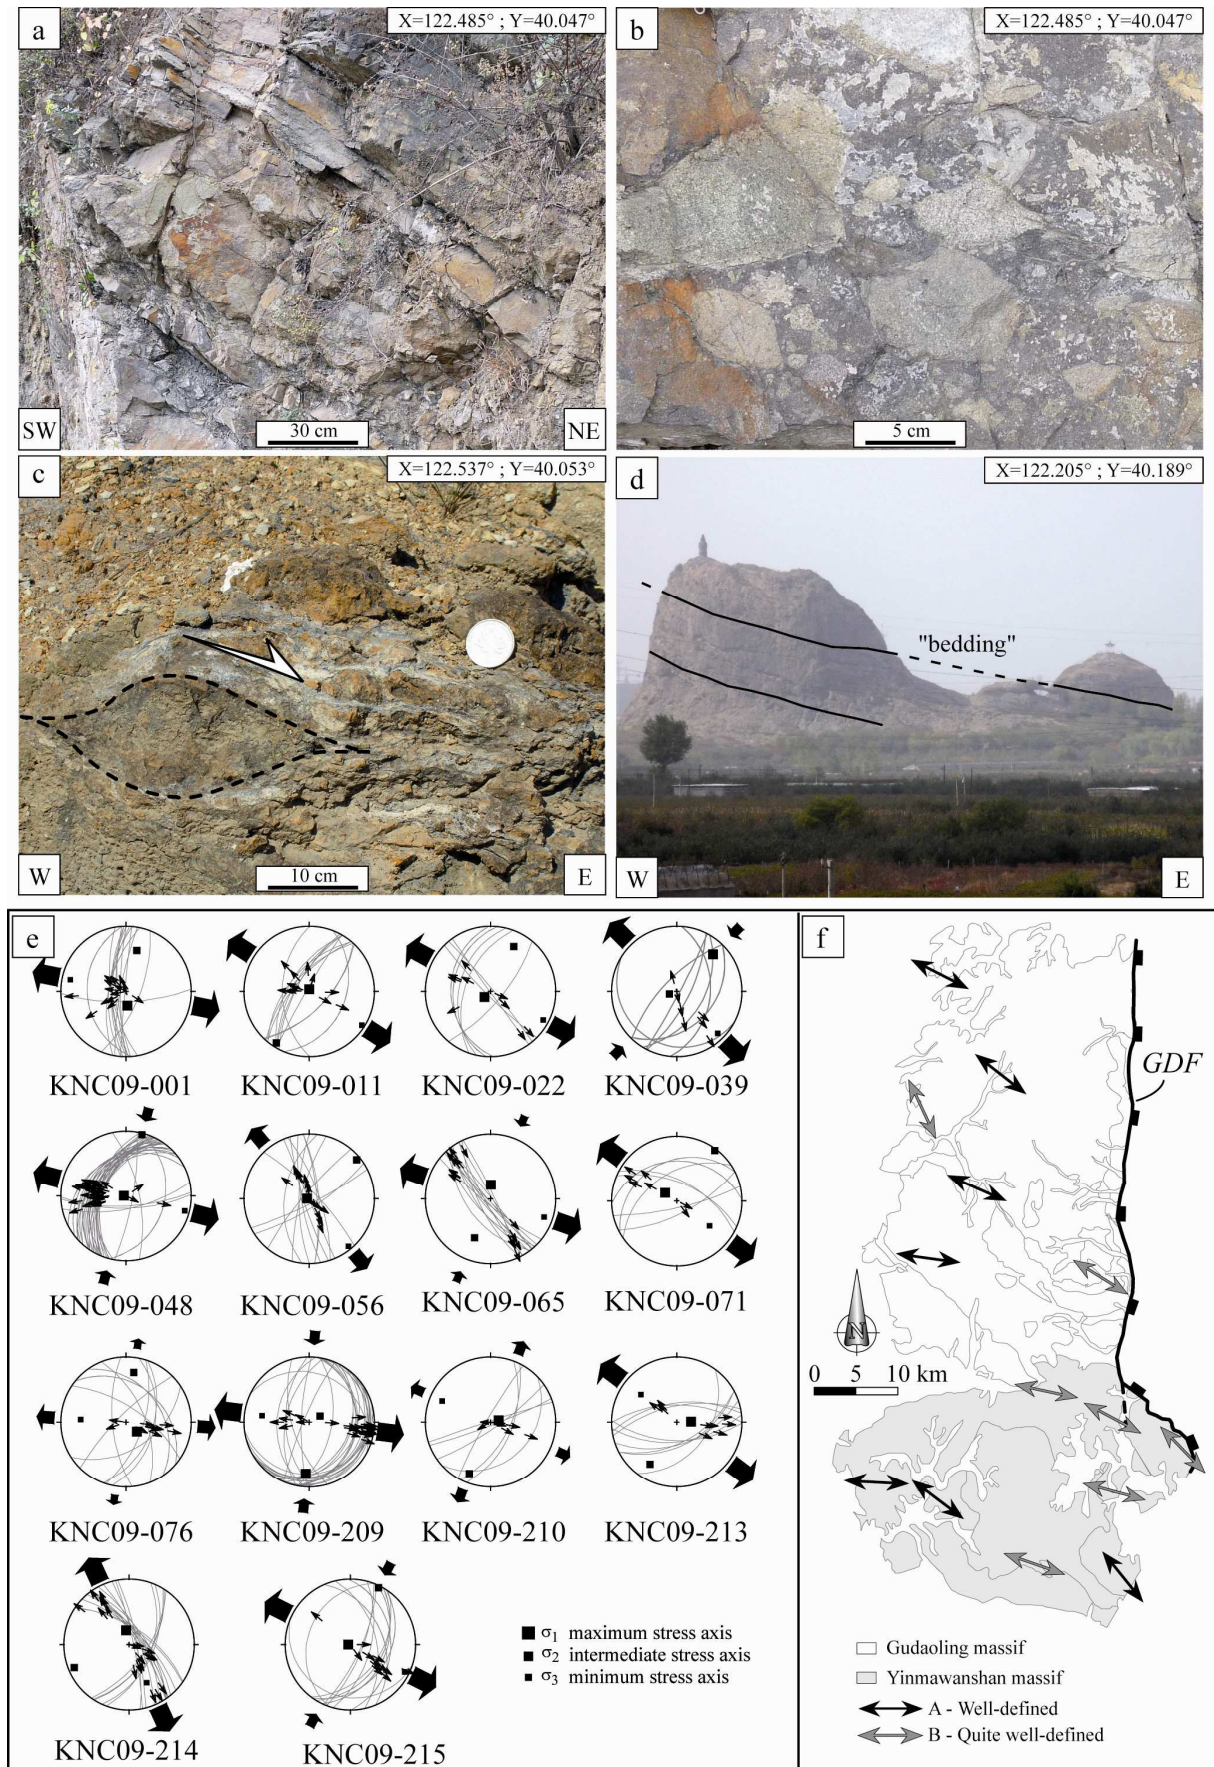 a
X=122.485° ; Y=40.047°
SW
30 cm
NE
b
X=122.485° ; Y=40.047°
5 cm
c
X=122.537° ; Y=40.053°
W
10 cm
E
d
X=122.205° ; Y=40.189°
"bedding"
W
E
e
KNC09-001
KNC09-011
KNC09-022
KNC09-039
KNC09-048
KNC09-056
KNC09-065
KNC09-071
KNC09-076
KNC09-209
KNC09-210
KNC09-213
KNC09-214
KNC09-215
σ1 maximum stress axis
σ2 intermediate stress axis
σ3 minimum stress axis
f
GDF
N
0 5 10 km
Gudaoling massif
Yinmawanshan massif
A - Well-defined
B - Quite well-defined